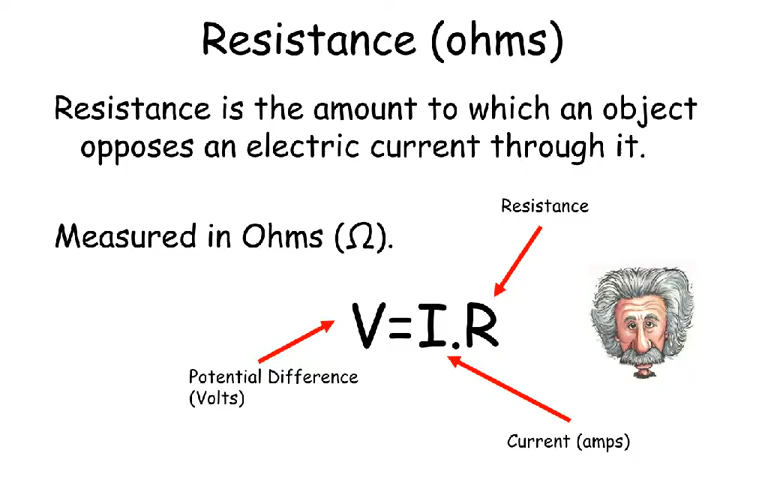 Resistance (ohms)
Resistance is the amount to which an object
opposes an electric current through it.
Resistance
Measured in Ohms (Ω).
V=I.R
Potential Difference
(Volts)
Current (amps)